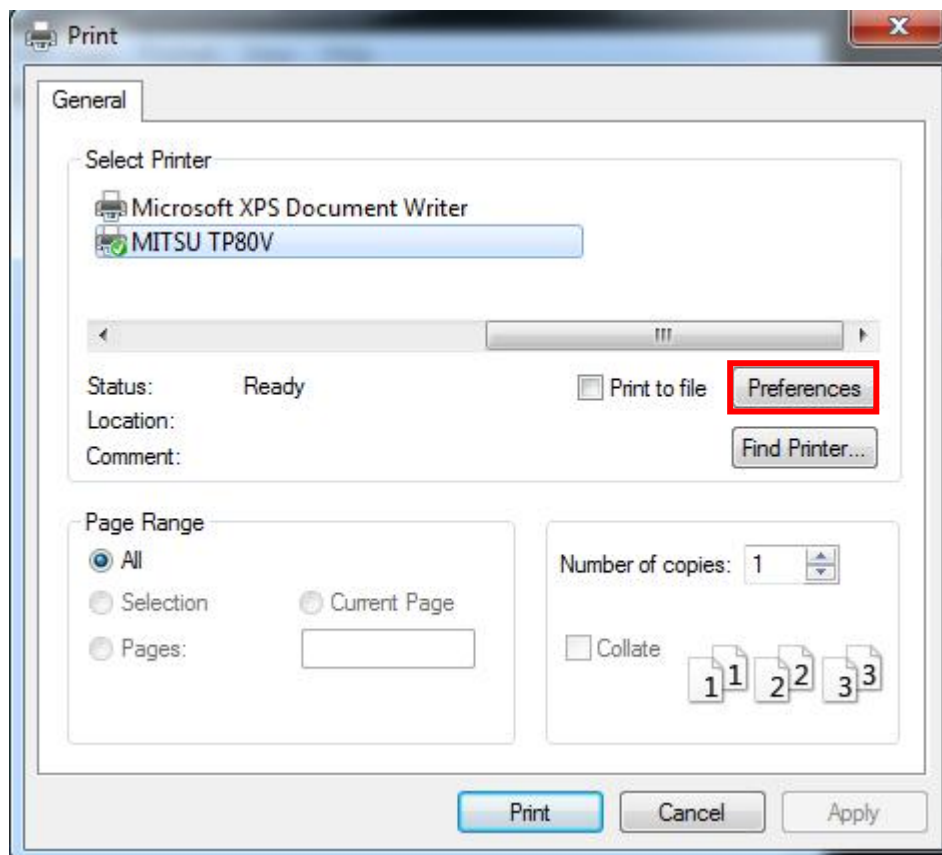 Print
General
Select Printer
Microsoft XPS Document Writer
MITSU TP80V
Status: Ready
Print to file
Preferences
Location:
Find Printer...
Comment:
Page Range
All
Selection
Current Page
Pages:
Number of copies: 1
Collate
1 1 2 2 3 3
Print
Cancel
Apply